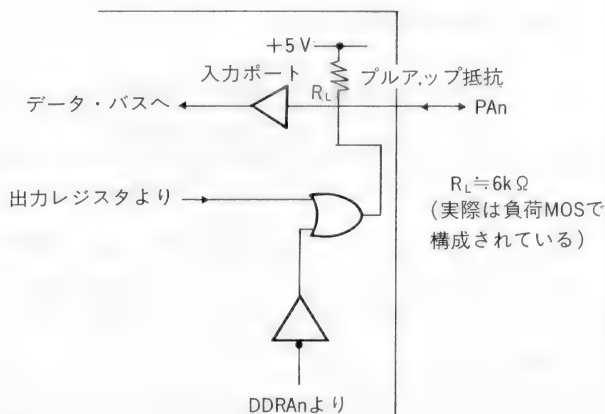 +5V
入力ポート
プルアップ抵抗
RL
データ・バスへ
PAn
出力レジスタより
RL≒6kΩ
(実際は負荷MOSで
構成されている)
DDRAnより